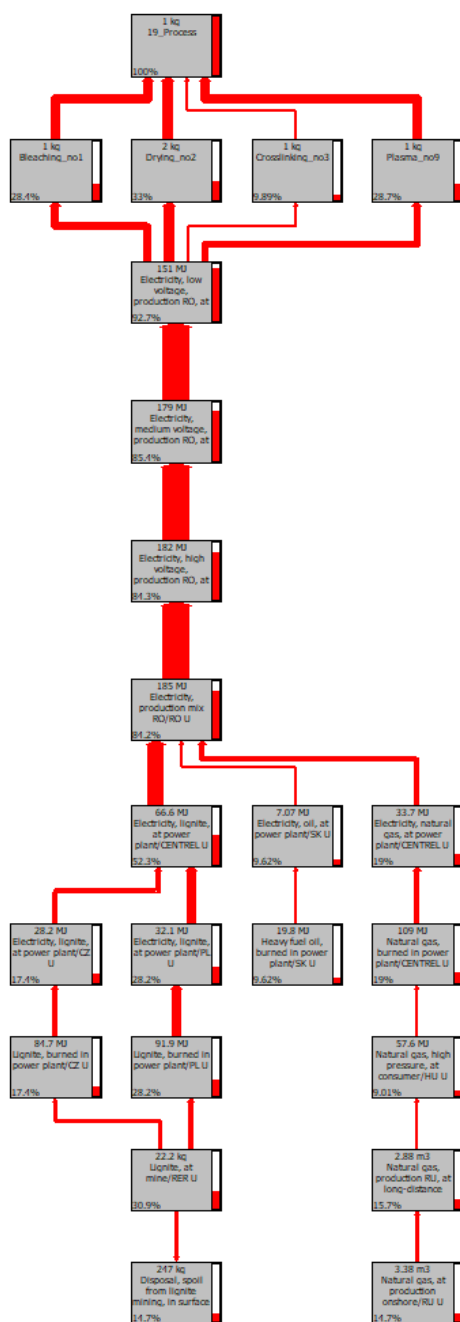 1 kg
19_Process
100%
1 kg
Bleaching_no1
28.4%
2 kg
Drying_no2
33%
1 kg
Crosslinking_no3
9.89%
1 kg
Plasma_no9
28.7%
151 MJ
Electricity, low
voltage,
production RO, at
92.7%
179 MJ
Electricity,
medium voltage,
production RO, at
85.4%
182 MJ
Electricity, high
voltage,
production RO, at
84.3%
185 MJ
Electricity,
production mix
RO/RO U
84.2%
66.6 MJ
Electricity, lignite,
at power
plant/CENTREL U
52.3%
7.07 MJ
Electricity, oil, at
power plant/SK U
9.62%
33.7 MJ
Electricity, natural
gas, at power
plant/CENTREL U
19%
28.2 MJ
Electricity, lignite,
at power plant/CZ
U
17.4%
32.1 MJ
Electricity, lignite,
at power plant/PL
U
28.2%
19.8 MJ
Heavy fuel oil,
burned in power
plant/SK U
9.62%
109 MJ
Natural gas,
burned in power
plant/CENTREL U
19%
84.7 MJ
Lignite, burned in
power plant/CZ U
17.4%
91.9 MJ
Lignite, burned in
power plant/PL U
28.2%
57.6 MJ
Natural gas, high
pressure, at
consumer/HU U
9.01%
22.2 kg
Lignite, at
mine/RER U
30.9%
2.88 m3
Natural gas,
production RU, at
long-distance
15.7%
247 kg
Disposal, spoil
from lignite
mining, in surface
14.7%
3.38 m3
Natural gas, at
production
onshore/RU U
14.7%